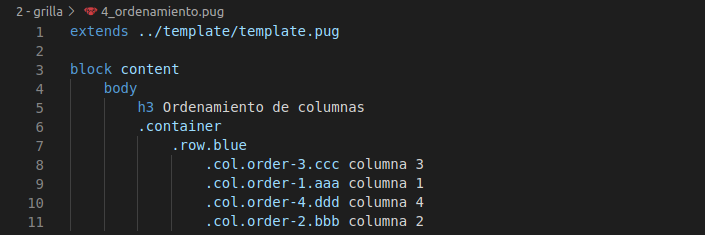 2 - grilla > 4_ordenamiento.pug
1 extends ../template/template.pug
2
3 block content
4     body
5         h3 Ordenamiento de columnas
6         .container
7             .row.blue
8                 .col.order-3.ccc columna 3
9                 .col.order-1.aaa columna 1
10                 .col.order-4.ddd columna 4
11                 .col.order-2.bbb columna 2